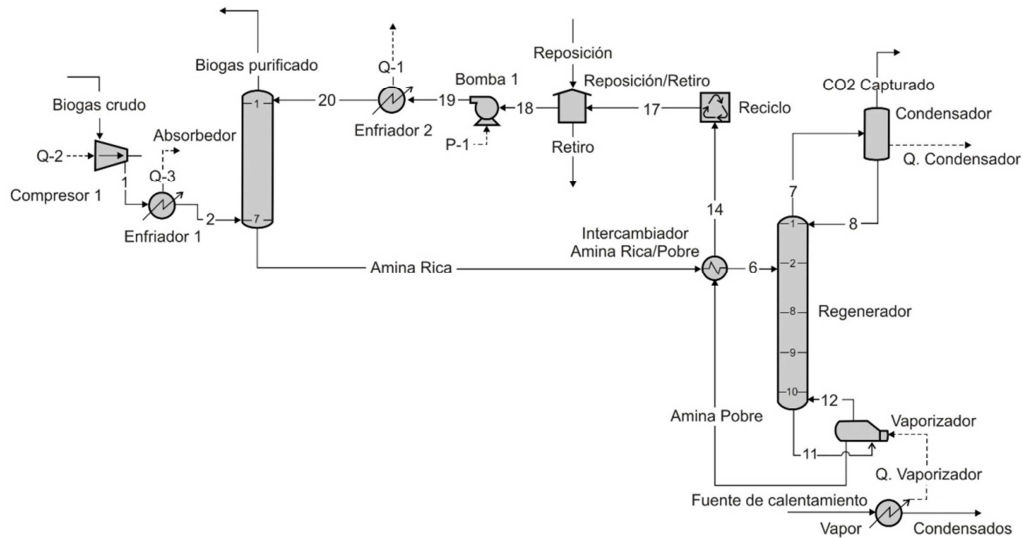 Biogas crudo
Q-2
Compresor 1
1
Q-3
Enfriador 1
2
Biogas purificado
Absorbedor
1
7
20
Q-1
Enfriador 2
19
Bomba 1
P-1
18
Reposición
Reposición/Retiro
Retiro
17
Reciclo
14
Amina Rica
Intercambiador
Amina Rica/Pobre
6
Amina Pobre
7
CO2 Capturado
Condensador
Q. Condensador
8
1
2
8
9
10
Regenerador
12
11
Vaporizador
Q. Vaporizador
Fuente de calentamiento
Vapor
Condensados